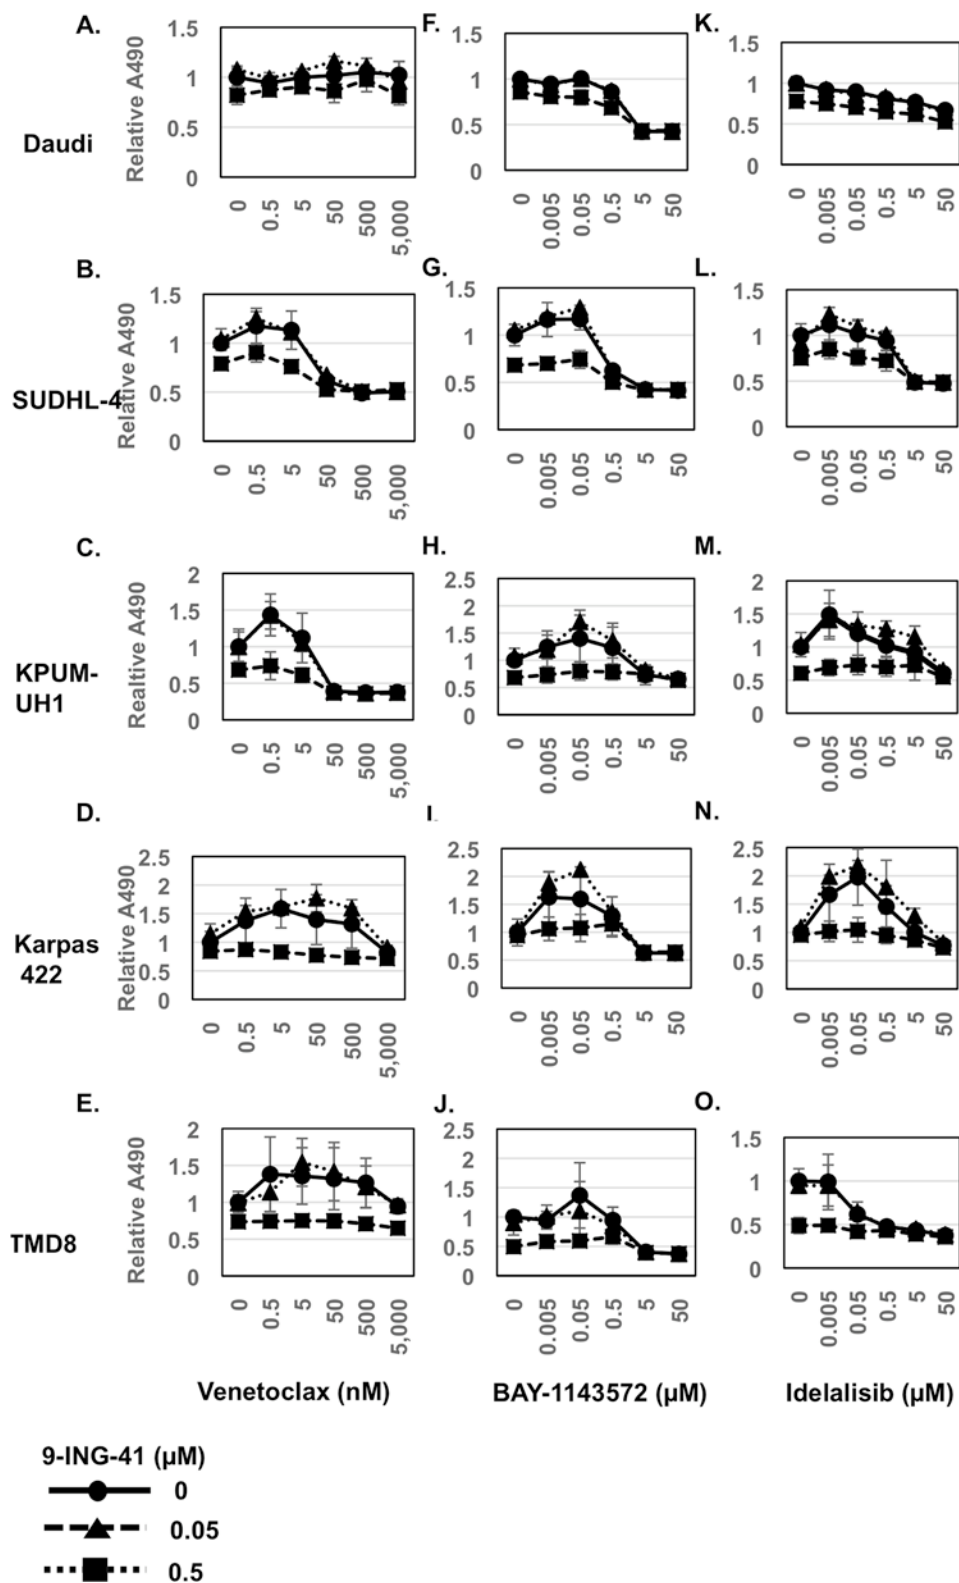 A. F. K.
Relative A490
1.5 1 0.5 0
1.5 1 0.5 0
1.5 1 0.5 0
Daudi
0 0.5 5 50 500 5,000
0 0.005 0.05 0.5 5 50
0 0.005 0.05 0.5 5 50
B. G. L.
Relative A490
1.5 1 0.5 0
1.5 1 0.5 0
1.5 1 0.5 0
SUDHL-4
0 0.5 5 50 500 5,000
0 0.005 0.05 0.5 5 50
0 0.005 0.05 0.5 5 50
C. H. M.
Realtive A490
2 1.5 1 0.5 0
2.5 2 1.5 1 0.5 0
2 1.5 1 0.5 0
KPUM-
UH1
0 0.5 5 50 500 5,000
0 0.005 0.05 0.5 5 50
0 0.005 0.05 0.5 5 50
D. I. N.
Relative A490
2.5 2 1.5 1 0.5 0
2.5 2 1.5 1 0.5 0
2.5 2 1.5 1 0.5 0
Karpas
422
0 0.5 5 50 500 5,000
0 0.005 0.05 0.5 5 50
0 0.005 0.05 0.5 5 50
E. J. O.
Relative A490
2 1.5 1 0.5 0
2.5 2 1.5 1 0.5 0
1.5 1 0.5 0
TMD8
0 0.5 5 50 500 5,000
0 0.005 0.05 0.5 5 50
0 0.005 0.05 0.5 5 50
Venetoclax (nM) BAY-1143572 (µM) Idelalisib (µM)
9-ING-41 (µM)
0
0.05
0.5